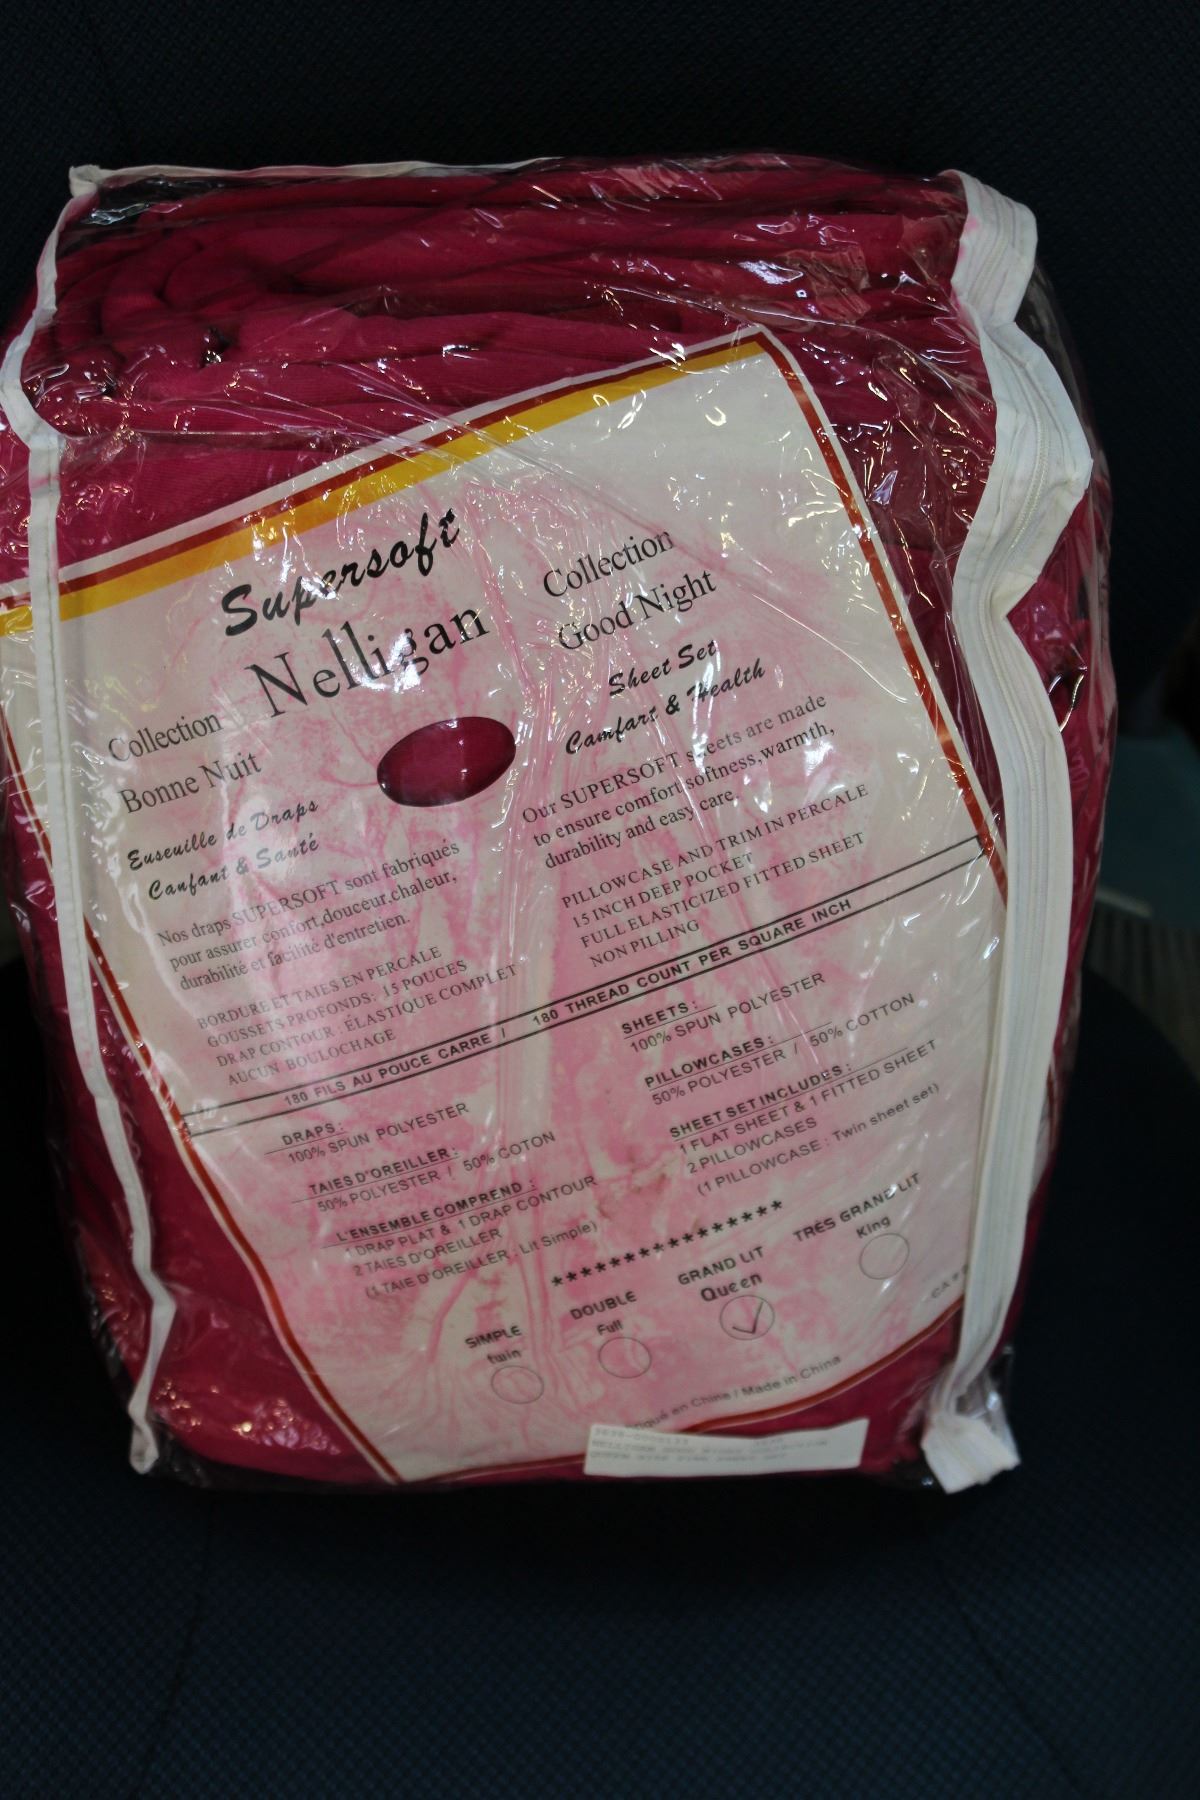 Supersoft
Nelligan
Collection
Bonne Nuit
Euseuille de Draps
Canfant & Santé
Nos draps SUPERSOFT sont fabriqués
pour assurer confort,douceur,chaleur,
durabilité et facilité d'entretien.
BORDURE ET TAIES EN PERCALE
GOUSSETS PROFONDS: 15 POUCES
DRAP CONTOUR : ÉLASTIQUE COMPLET
AUCUN BOULOCHAGE
Collection
Good Night
Sheet Set
Camfart & Health
Our SUPERSOFT sheets are made
to ensure comfort,softness,warmth,
durability and easy care.
PILLOWCASE AND TRIM IN PERCALE
15 INCH DEEP POCKET
FULL ELASTICIZED FITTED SHEET
NON PILLING
180 FILS AU POUCE CARRE / 180 THREAD COUNT PER SQUARE INCH
DRAPS :
100% SPUN POLYESTER
TAIES D'OREILLER:
50% POLYESTER / 50% COTON
L'ENSEMBLE COMPREND :
1 DRAP PLAT & 1 DRAP CONTOUR
2 TAIES D'OREILLER
(1 TAIE D'OREILLER : Lit Simple)
SHEETS :
100% SPUN POLYESTER
PILLOWCASES :
50% POLYESTER / 50% COTTON
SHEET SET INCLUDES :
1 FLAT SHEET & 1 FITTED SHEET
2 PILLOWCASES
(1 PILLOWCASE : Twin sheet set)
***************
SIMPLE
twin
DOUBLE
Full
GRAND LIT
Queen
TRÉS GRAND LIT
King
en China / Made in China